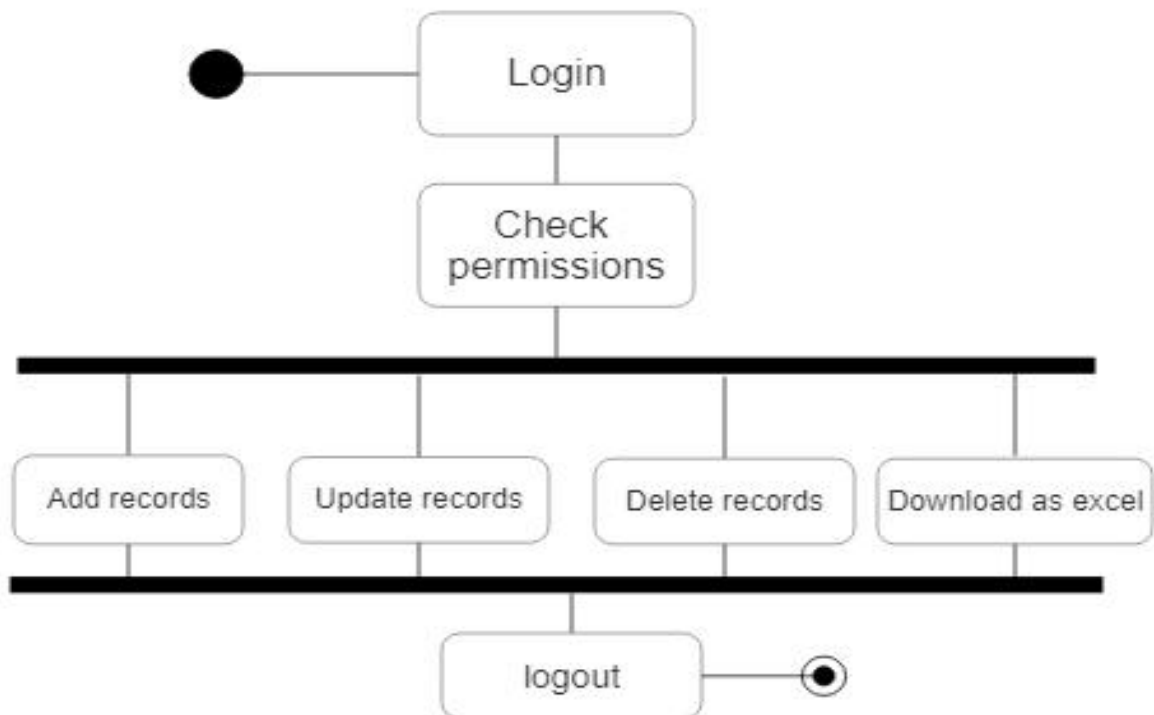 Login
Check
permissions
Add records
Update records
Delete records
Download as excel
logout